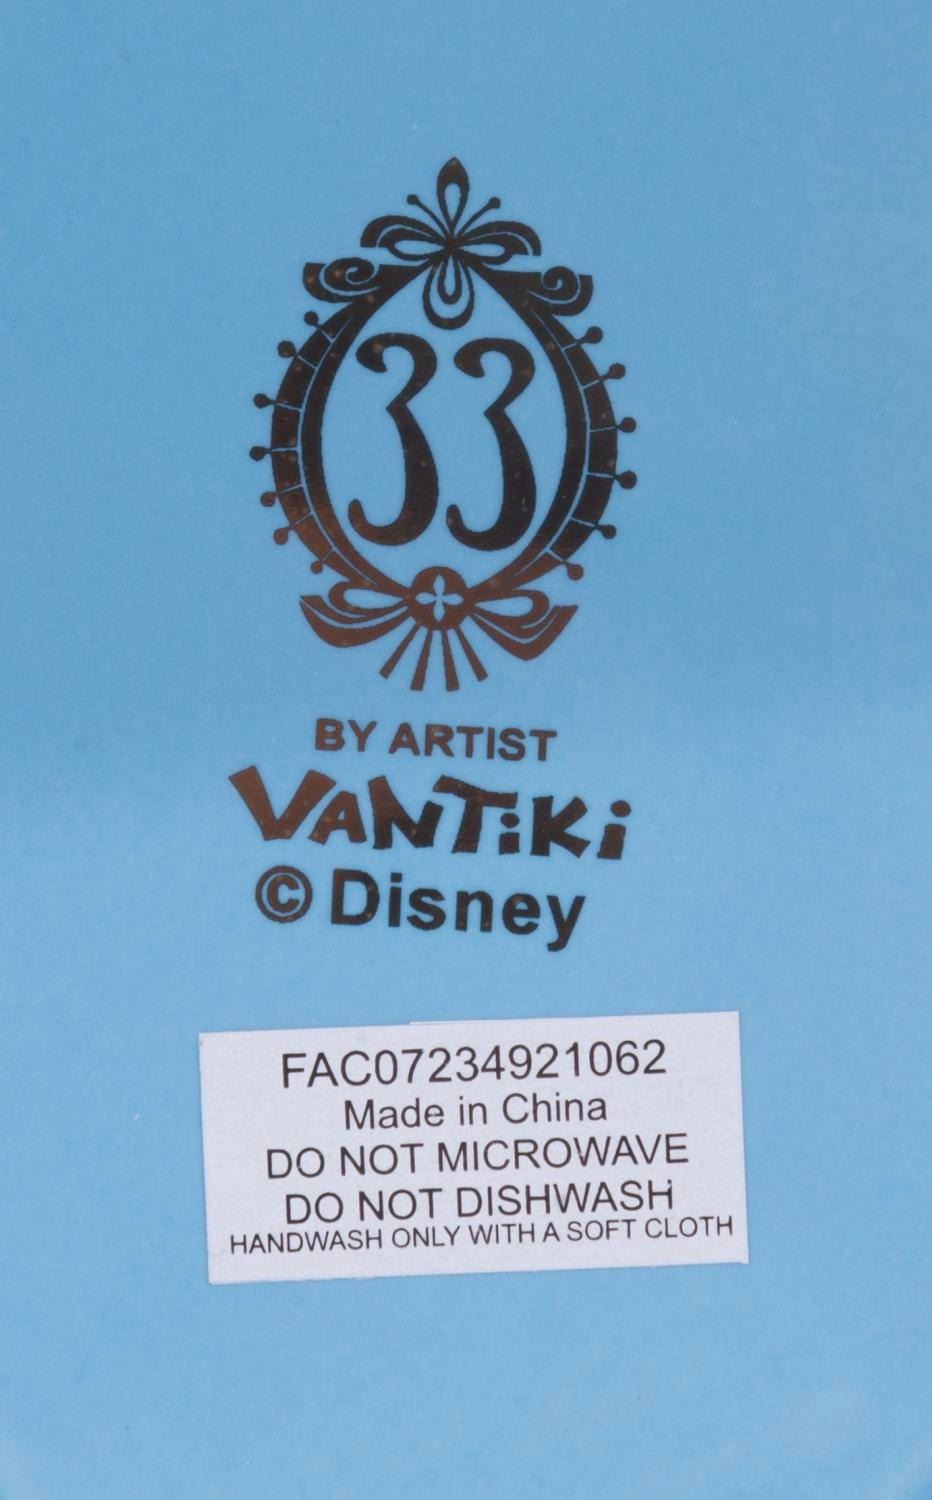 33
BY ARTIST
VANTiKi
© Disney
FAC07234921062
Made in China
DO NOT MICROWAVE
DO NOT DISHWASH
HANDWASH ONLY WITH A SOFT CLOTH